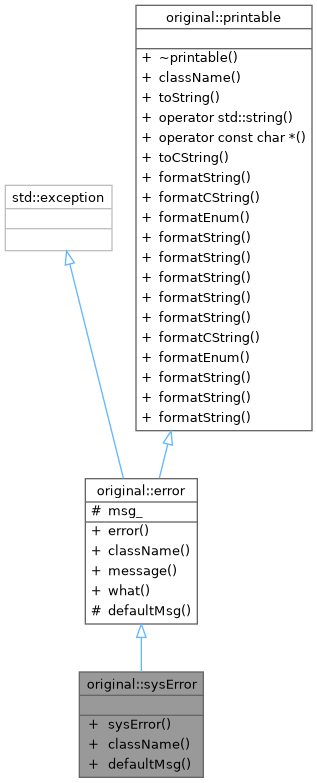 original::printable
+ ~printable()
+ className()
+ toString()
+ operator std::string()
+ operator const char *()
+ toCString()
+ formatString()
+ formatCString()
+ formatEnum()
+ formatString()
+ formatString()
+ formatString()
+ formatString()
+ formatString()
+ formatCString()
+ formatEnum()
+ formatString()
+ formatString()
+ formatString()
std::exception
original::error
# msg_
+ error()
+ className()
+ message()
+ what()
# defaultMsg()
original::sysError
+ sysError()
+ className()
+ defaultMsg()